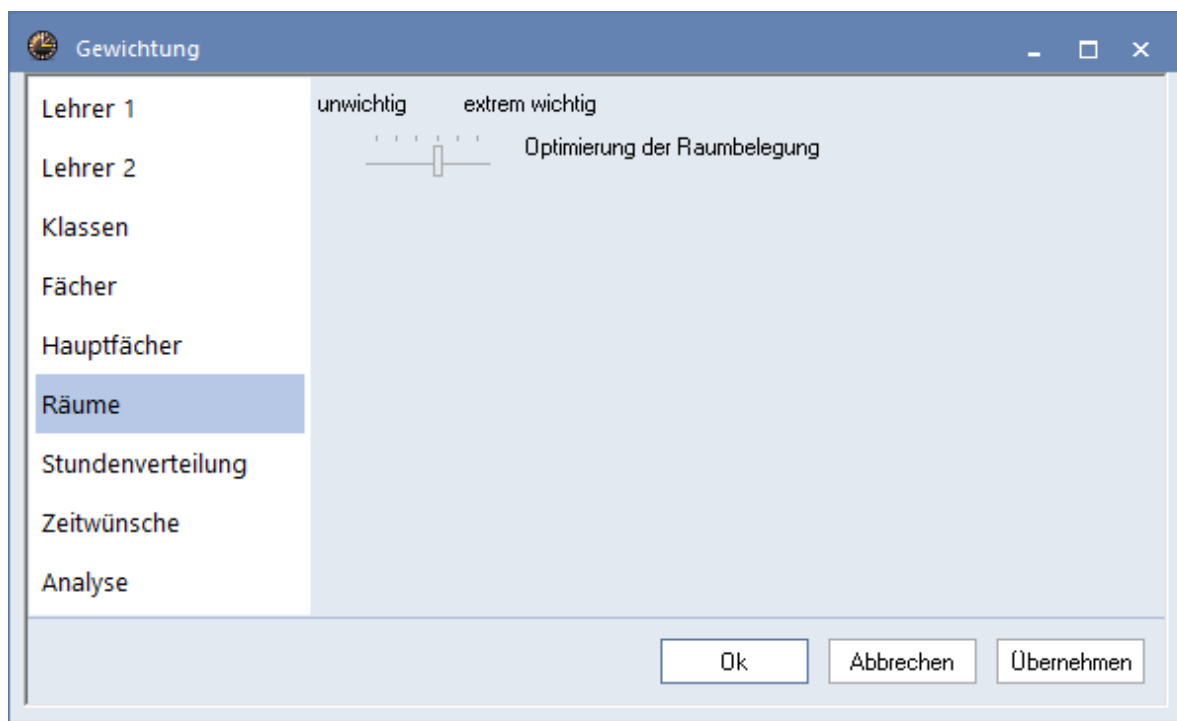 Gewichtung
Lehrer 1
Lehrer 2
Klassen
Fächer
Hauptfächer
Räume
Stundenverteilung
Zeitwünsche
Analyse
unwichtig extrem wichtig
Optimierung der Raumbelegung
Ok Abbrechen Übernehmen